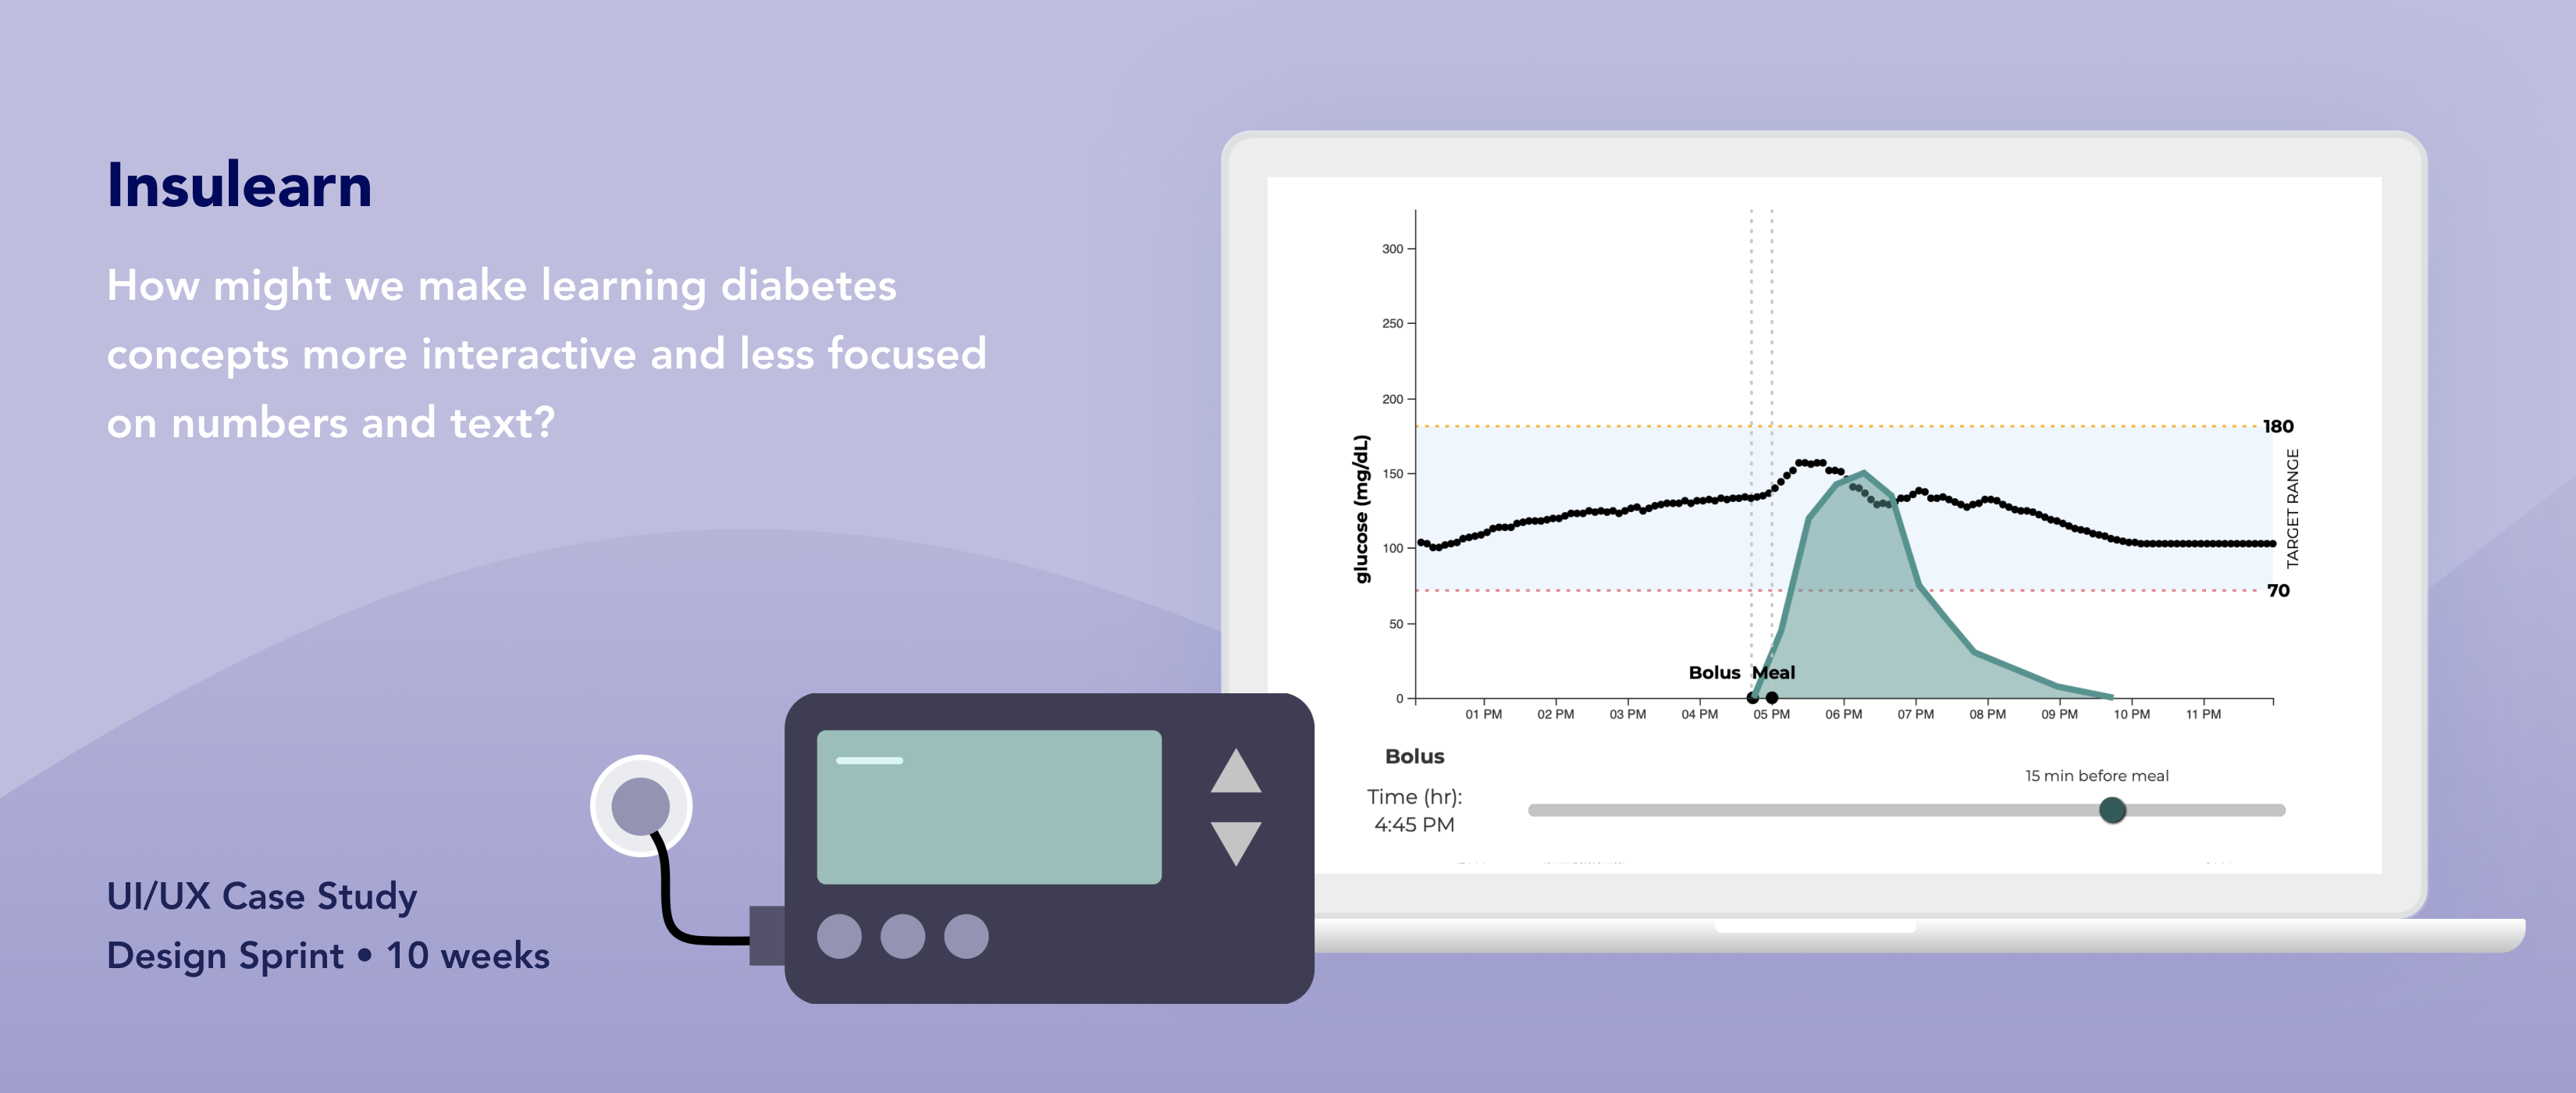 Insulearn
How might we make learning diabetes
concepts more interactive and less focused
on numbers and text?
UI/UX Case Study
Design Sprint • 10 weeks
glucose (mg/dL)
300
250
200
150
100
50
0
180
TARGET RANGE
70
Bolus Meal
01 PM 02 PM 03 PM 04 PM 05 PM 06 PM 07 PM 08 PM 09 PM 10 PM 11 PM
Bolus
15 min before meal
Time (hr):
4:45 PM